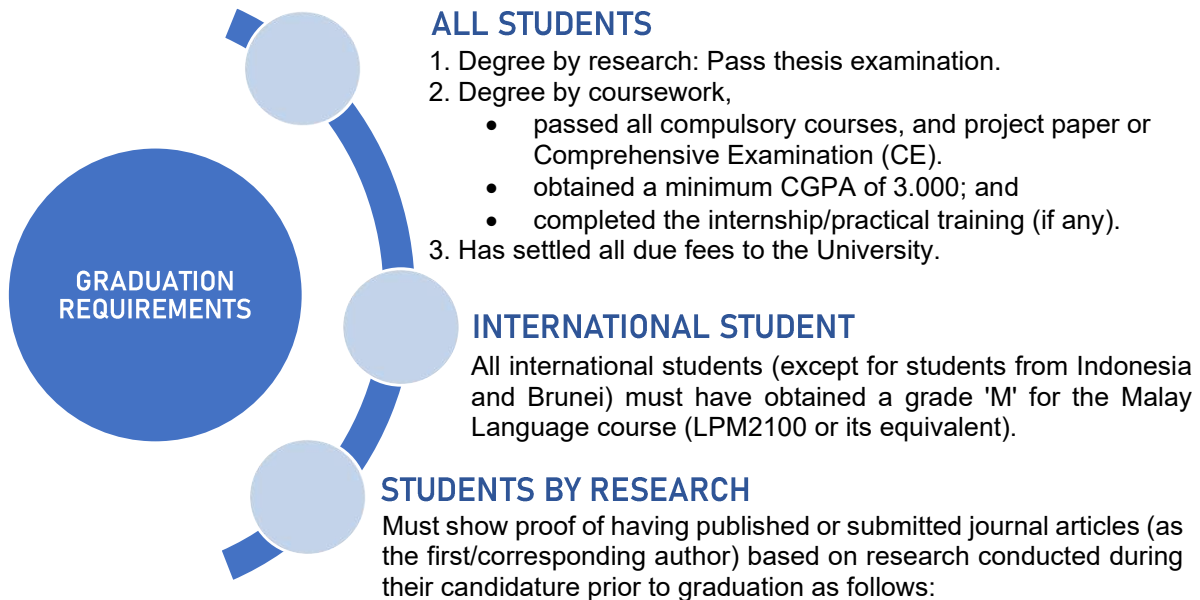 GRADUATION
REQUIREMENTS
ALL STUDENTS
1. Degree by research: Pass thesis examination.
2. Degree by coursework,
• passed all compulsory courses, and project paper or
Comprehensive Examination (CE).
• obtained a minimum CGPA of 3.000; and
• completed the internship/practical training (if any).
3. Has settled all due fees to the University.
INTERNATIONAL STUDENT
All international students (except for students from Indonesia
and Brunei) must have obtained a grade 'M' for the Malay
Language course (LPM2100 or its equivalent).
STUDENTS BY RESEARCH
Must show proof of having published or submitted journal articles (as
the first/corresponding author) based on research conducted during
their candidature prior to graduation as follows: